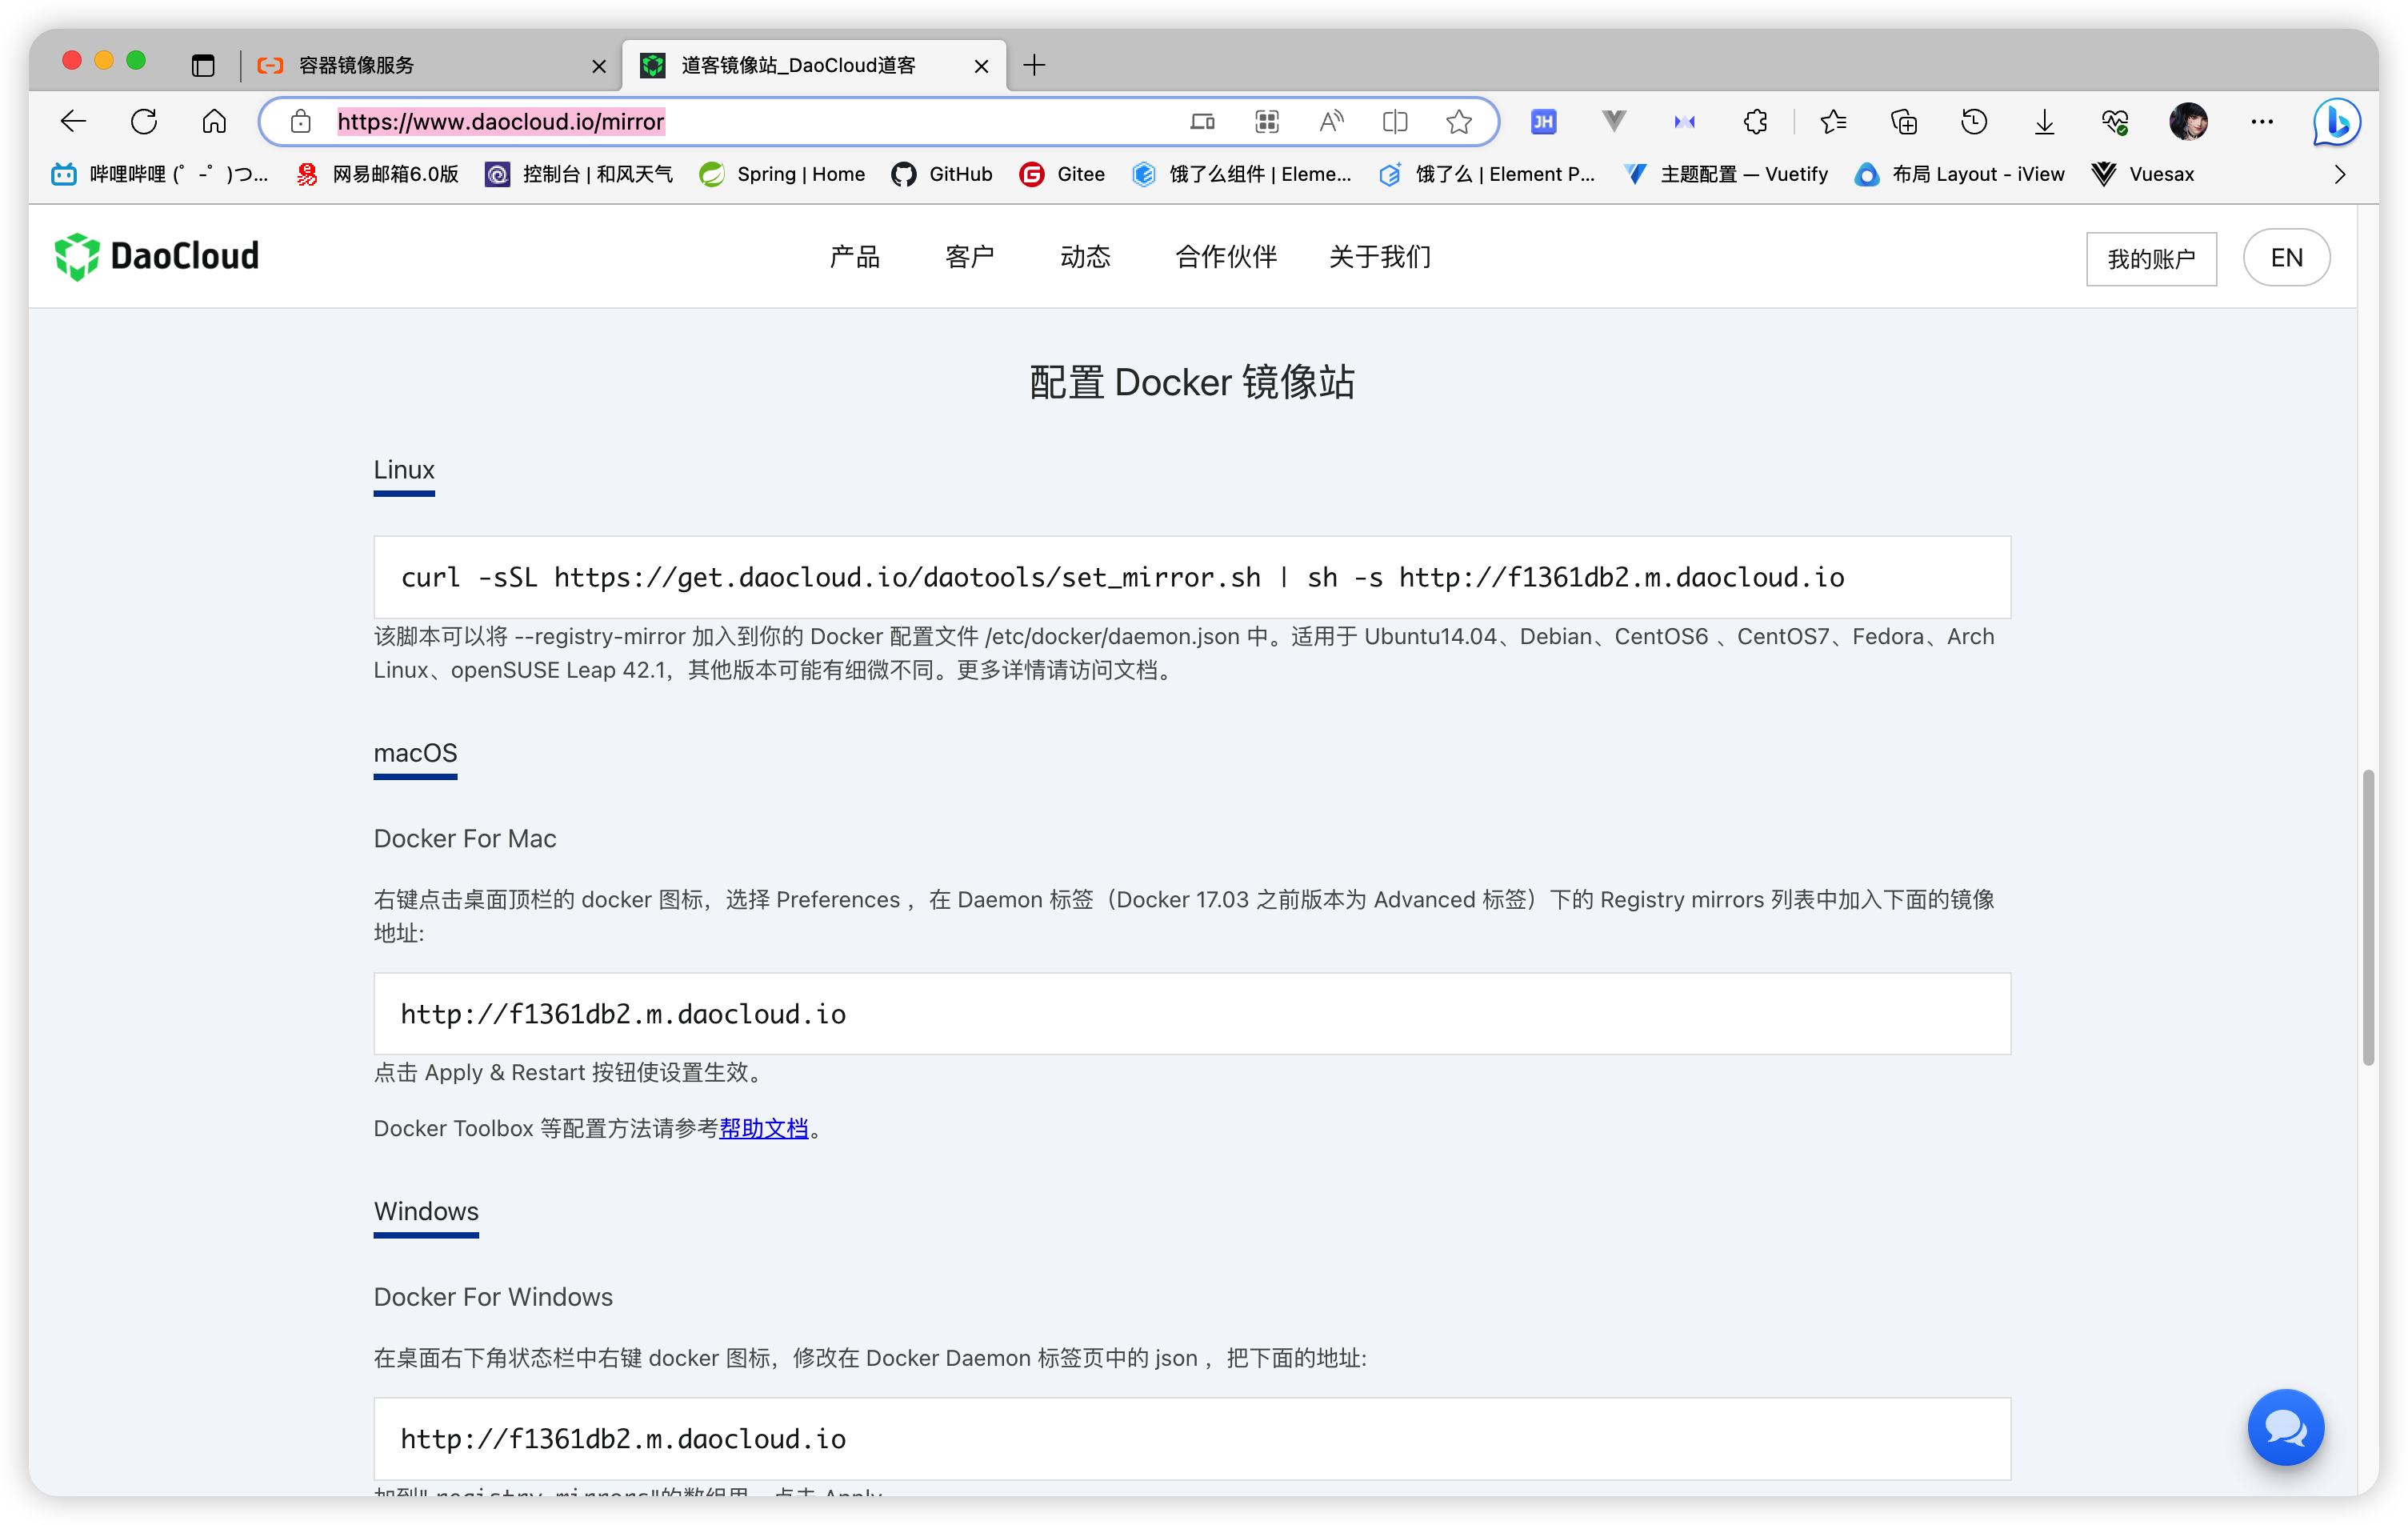 容器镜像服务
道客镜像站_DaoCloud道客
https://www.daocloud.io/mirror
JH
哔哩哔哩 (゜-゜)つ...
网易邮箱6.0版
控制台 | 和风天气
Spring | Home
GitHub
Gitee
饿了么组件 | Eleme...
饿了么 | Element P...
主题配置 — Vuetify
布局 Layout - iView
Vuesax
DaoCloud
产品
客户
动态
合作伙伴
关于我们
我的账户
EN
配置 Docker 镜像站
Linux
curl -sSL https://get.daocloud.io/daotools/set_mirror.sh | sh -s http://f1361db2.m.daocloud.io
该脚本可以将 --registry-mirror 加入到你的 Docker 配置文件 /etc/docker/daemon.json 中。适用于 Ubuntu14.04、Debian、CentOS6 、CentOS7、Fedora、Arch
Linux、openSUSE Leap 42.1，其他版本可能有细微不同。更多详情请访问文档。
macOS
Docker For Mac
右键点击桌面顶栏的 docker 图标，选择 Preferences ，在 Daemon 标签（Docker 17.03 之前版本为 Advanced 标签）下的 Registry mirrors 列表中加入下面的镜像
地址:
http://f1361db2.m.daocloud.io
点击 Apply & Restart 按钮使设置生效。
Docker Toolbox 等配置方法请参考帮助文档。
Windows
Docker For Windows
在桌面右下角状态栏中右键 docker 图标，修改在 Docker Daemon 标签页中的 json ，把下面的地址:
http://f1361db2.m.daocloud.io
加到"registry-mirrors"的数组里。点击 Apply